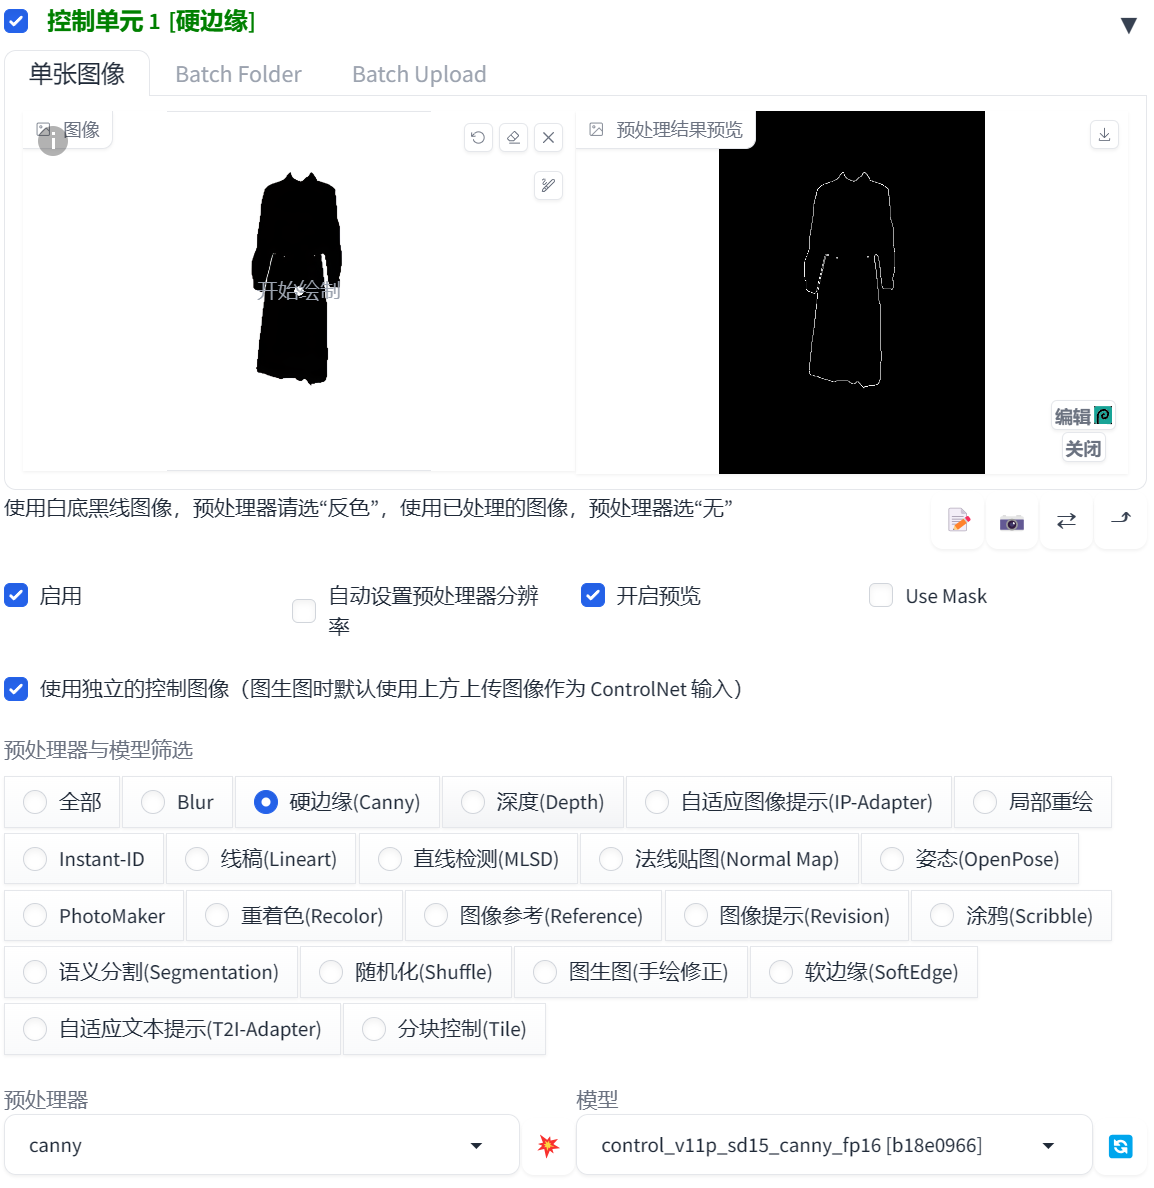 控制单元 1 [硬边缘]
▼
单张图像 Batch Folder Batch Upload
图像
预处理结果预览
开始绘制
编辑
关闭
使用白底黑线图像，预处理器请选“反色”，使用已处理的图像，预处理器选“无”
启用
自动设置预处理器分辨
率
开启预览
Use Mask
使用独立的控制图像（图生图时默认使用上方上传图像作为 ControlNet 输入）
预处理器与模型筛选
全部 Blur 硬边缘(Canny) 深度(Depth) 自适应图像提示(IP-Adapter) 局部重绘
Instant-ID 线稿(Lineart) 直线检测(MLSD) 法线贴图(Normal Map) 姿态(OpenPose)
PhotoMaker 重着色(Recolor) 图像参考(Reference) 图像提示(Revision) 涂鸦(Scribble)
语义分割(Segmentation) 随机化(Shuffle) 图生图(手绘修正) 软边缘(SoftEdge)
自适应文本提示(T2I-Adapter) 分块控制(Tile)
预处理器
canny
模型
control_v11p_sd15_canny_fp16 [b18e0966]